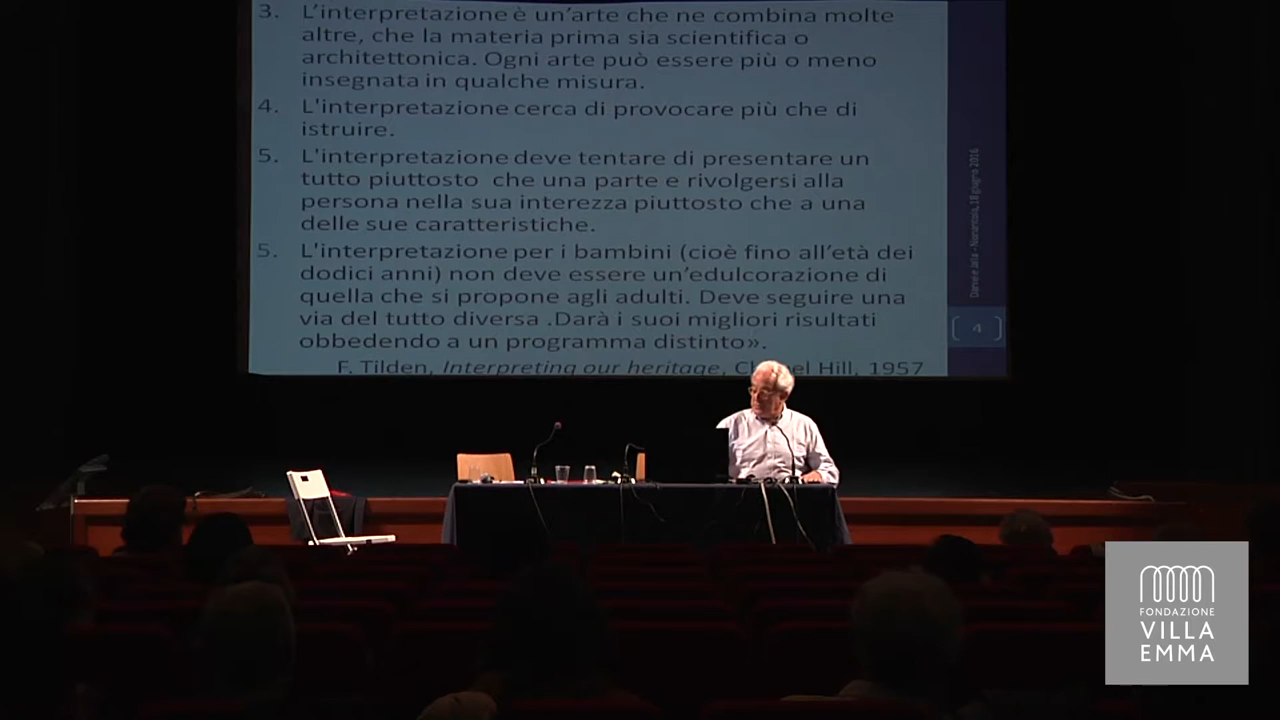 3. L'interpretazione è un'arte che ne combina molte
altre, che la materia prima sia scientifica o
architettonica. Ogni arte può essere più o meno
insegnata in qualche misura.
4. L'interpretazione cerca di provocare più che di
istruire.
5. L'interpretazione deve tentare di presentare un
tutto piuttosto che una parte e rivolgersi alla
persona nella sua interezza piuttosto che a una
delle sue caratteristiche.
5. L'interpretazione per i bambini (cioè fino all'età dei
dodici anni) non deve essere un'edulcorazione di
quella che si propone agli adulti. Deve seguire una
via del tutto diversa .Darà i suoi migliori risultati
obbedendo a un programma distinto».
F. Tilden, Interpreting our heritage, 1957
Nonantola, 18 giugno 2016
4
FONDAZIONE
VILLA
EMMA